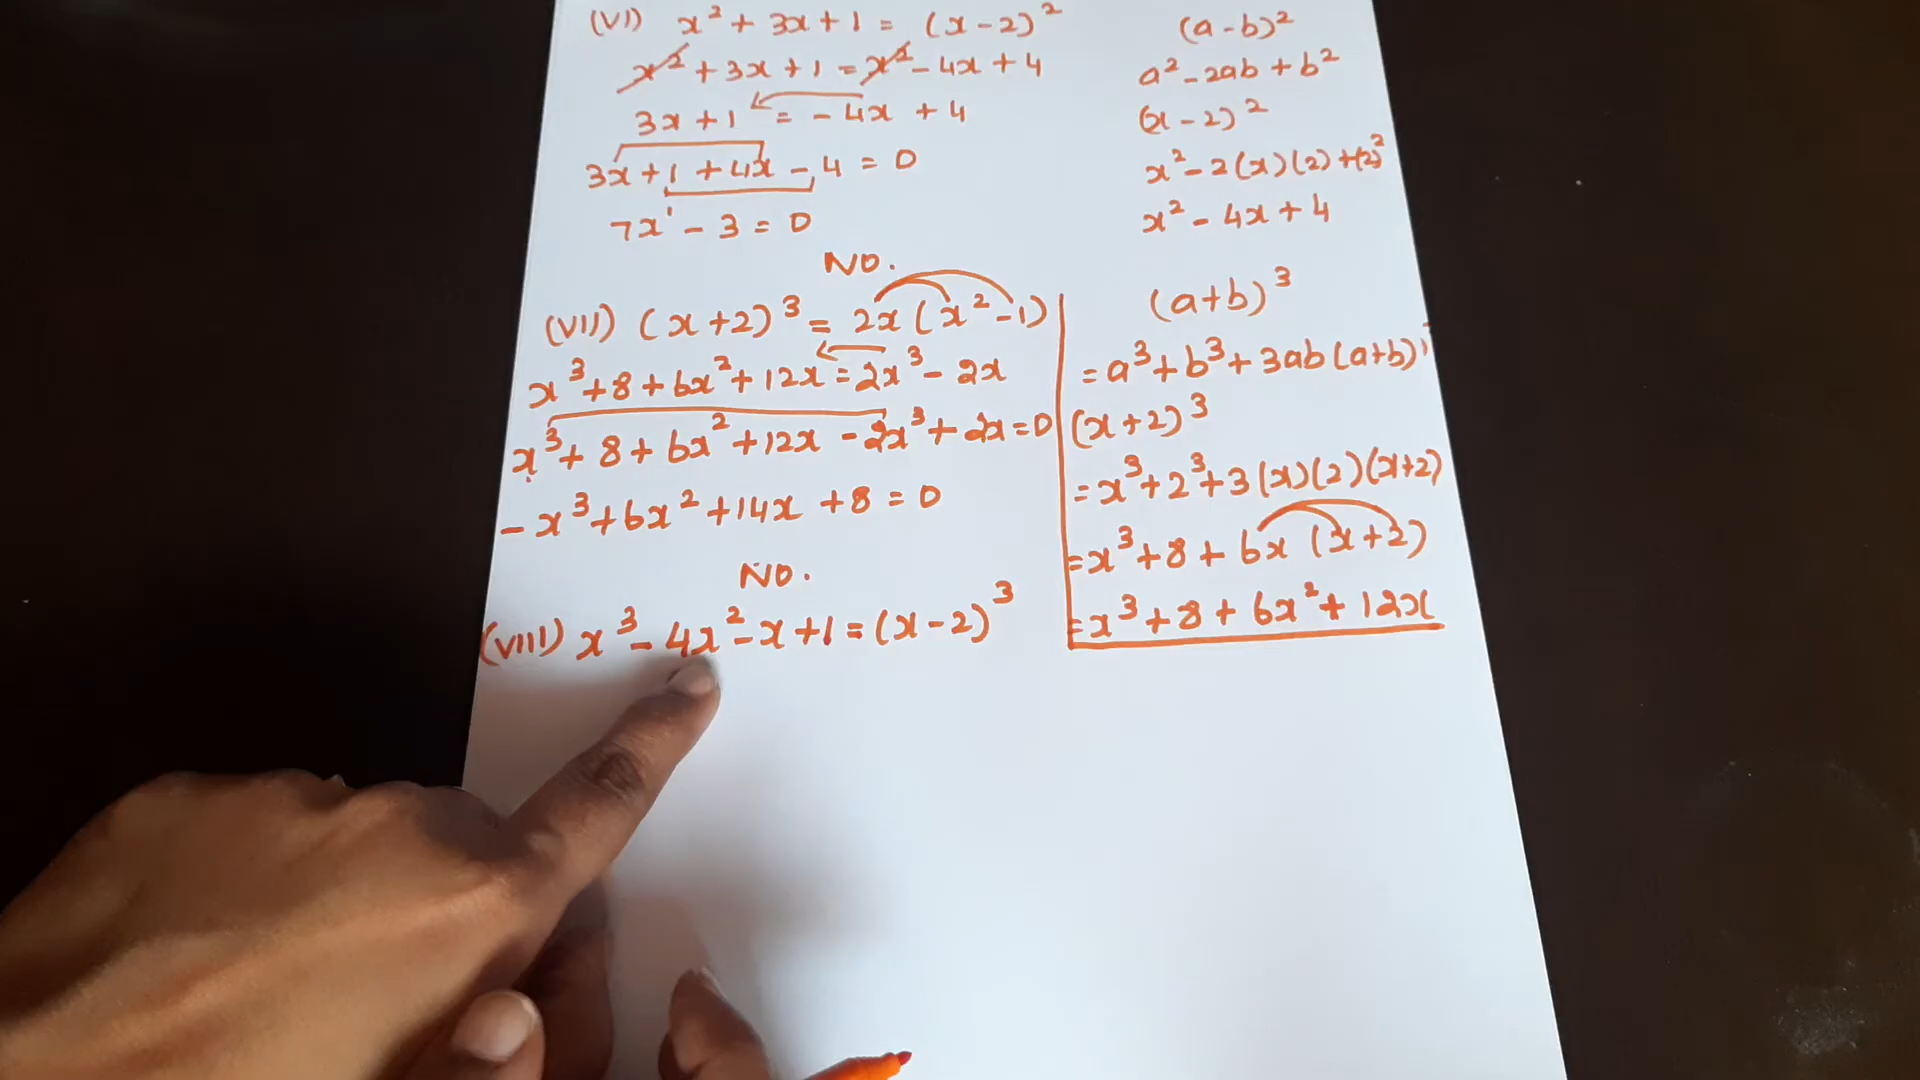 (VI) x² + 3x + 1 = (x - 2)²
x² + 3x + 1 = x² - 4x + 4
3x + 1 = - 4x + 4
3x + 1 + 4x - 4 = 0
7x¹ - 3 = 0
NO.
(a - b)²
a² - 2ab + b²
(x - 2)²
x² - 2(x)(2) + (2)²
x² - 4x + 4
(VII) (x + 2)³ = 2x (x² - 1)
x³ + 8 + 6x² + 12x = 2x³ - 2x
x³ + 8 + 6x² + 12x - 2x³ + 2x = 0
- x³ + 6x² + 14x + 8 = 0
NO.
(a + b)³
= a³ + b³ + 3ab (a + b)
(x + 2)³
= x³ + 2³ + 3(x)(2)(x + 2)
= x³ + 8 + 6x (x + 2)
= x³ + 8 + 6x² + 12x
(VIII) x³ - 4x² - x + 1 = (x - 2)³